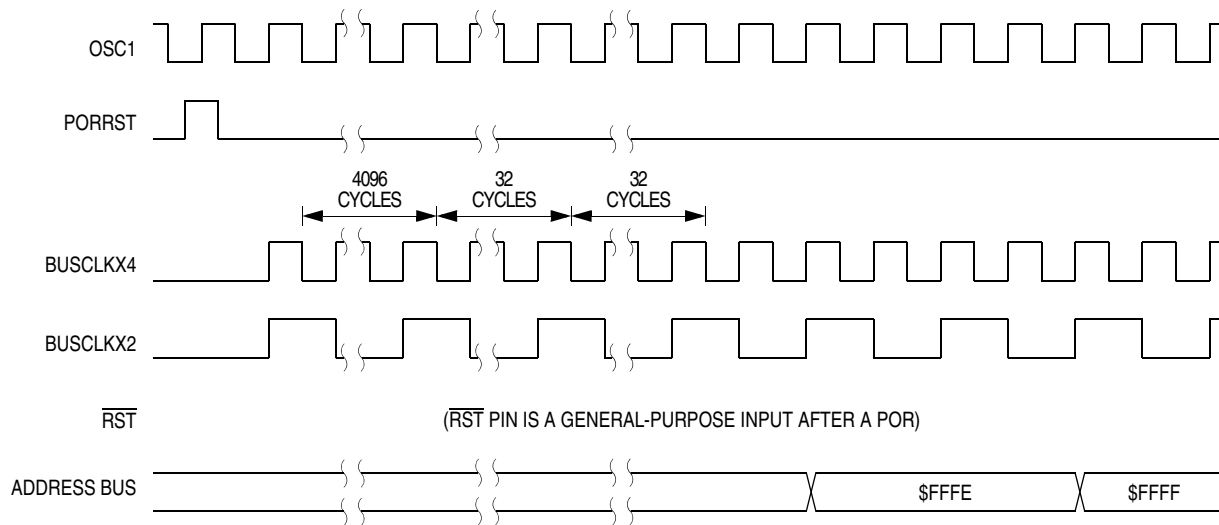 OSC1
PORRST
4096
CYCLES
32
CYCLES
32
CYCLES
BUSCLKX4
BUSCLKX2
RST
(RST PIN IS A GENERAL-PURPOSE INPUT AFTER A POR)
ADDRESS BUS
$FFFE
$FFFF